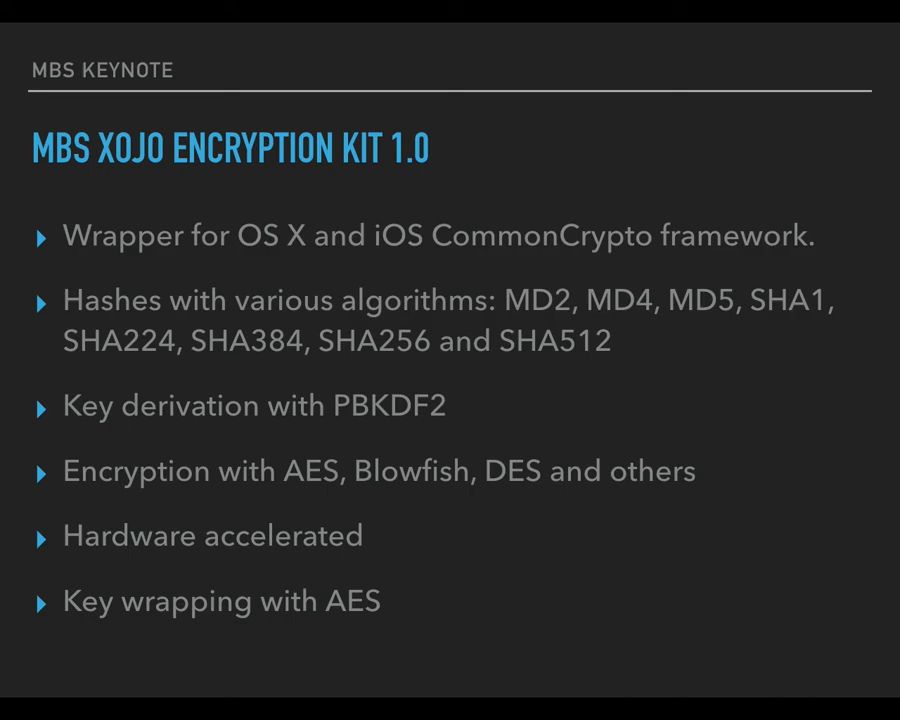 MBS KEYNOTE
MBS XOJO ENCRYPTION KIT 1.0
Wrapper for OS X and iOS CommonCrypto framework.
Hashes with various algorithms: MD2, MD4, MD5, SHA1,
SHA224, SHA384, SHA256 and SHA512
Key derivation with PBKDF2
Encryption with AES, Blowfish, DES and others
Hardware accelerated
Key wrapping with AES